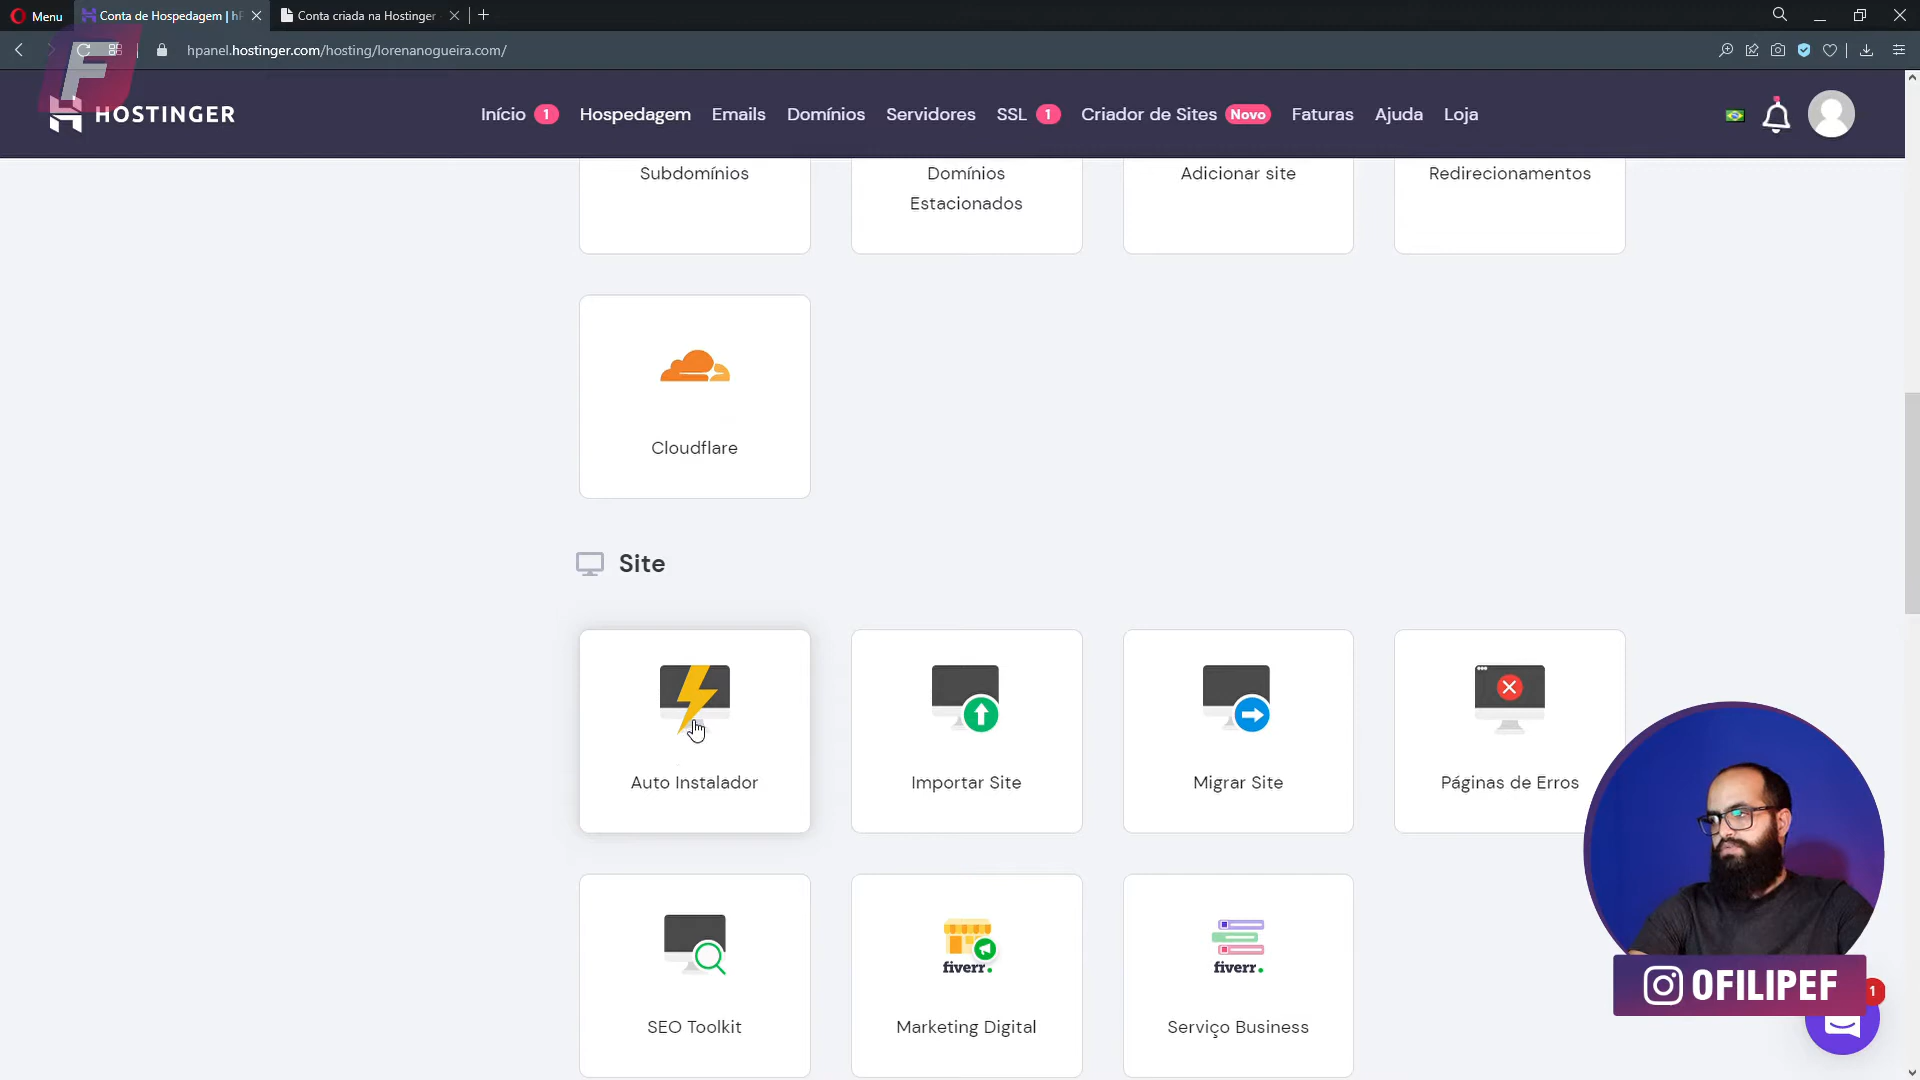 Menu
Conta de Hospedagem | hP
Conta criada na Hostinger
hpanel.hostinger.com/hosting/lorenanogueira.com/
F
HOSTINGER
Início 1 Hospedagem Emails Domínios Servidores SSL 1 Criador de Sites Novo Faturas Ajuda Loja
Subdomínios
Domínios
Estacionados
Adicionar site
Redirecionamentos
Cloudflare
Site
Auto Instalador
Importar Site
Migrar Site
Páginas de Erros
fiverr.
fiverr.
SEO Toolkit
Marketing Digital
Serviço Business
OFILIPEF
1